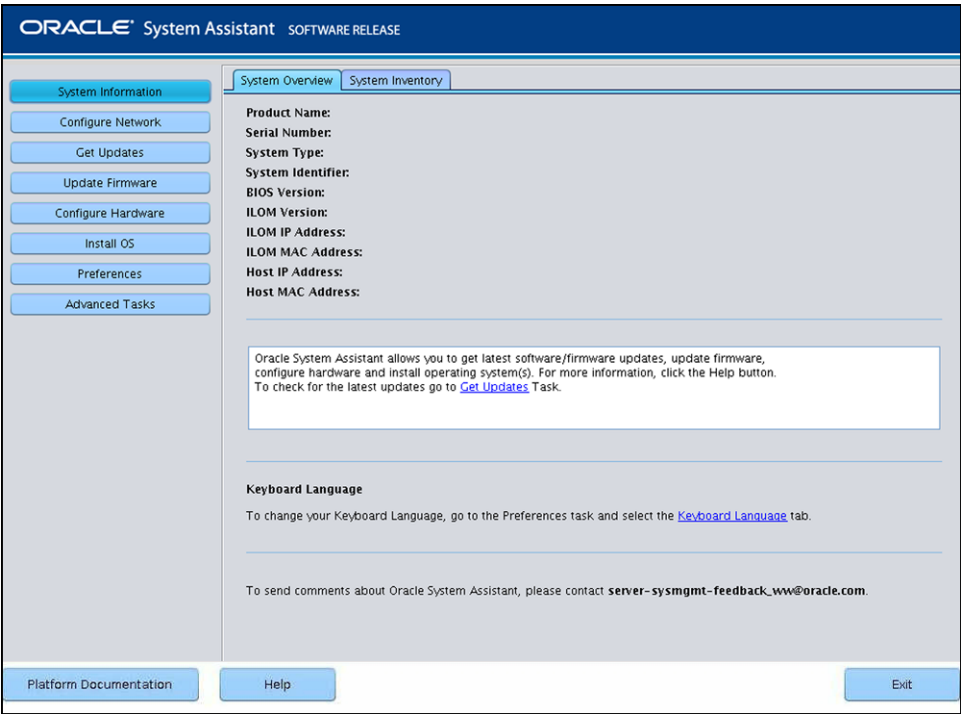 ORACLE System Assistant SOFTWARE RELEASE
System Overview System Inventory
System Information
Configure Network
Get Updates
Update Firmware
Configure Hardware
Install OS
Preferences
Advanced Tasks
Product Name:
Serial Number:
System Type:
System Identifier:
BIOS Version:
ILOM Version:
ILOM IP Address:
ILOM MAC Address:
Host IP Address:
Host MAC Address:
Oracle System Assistant allows you to get latest software/firmware updates, update firmware,
configure hardware and install operating system(s). For more information, click the Help button.
To check for the latest updates go to Get Updates Task.
Keyboard Language
To change your Keyboard Language, go to the Preferences task and select the Keyboard Language tab.
To send comments about Oracle System Assistant, please contact server-sysmgmt-feedback_ww@oracle.com.
Platform Documentation Help Exit